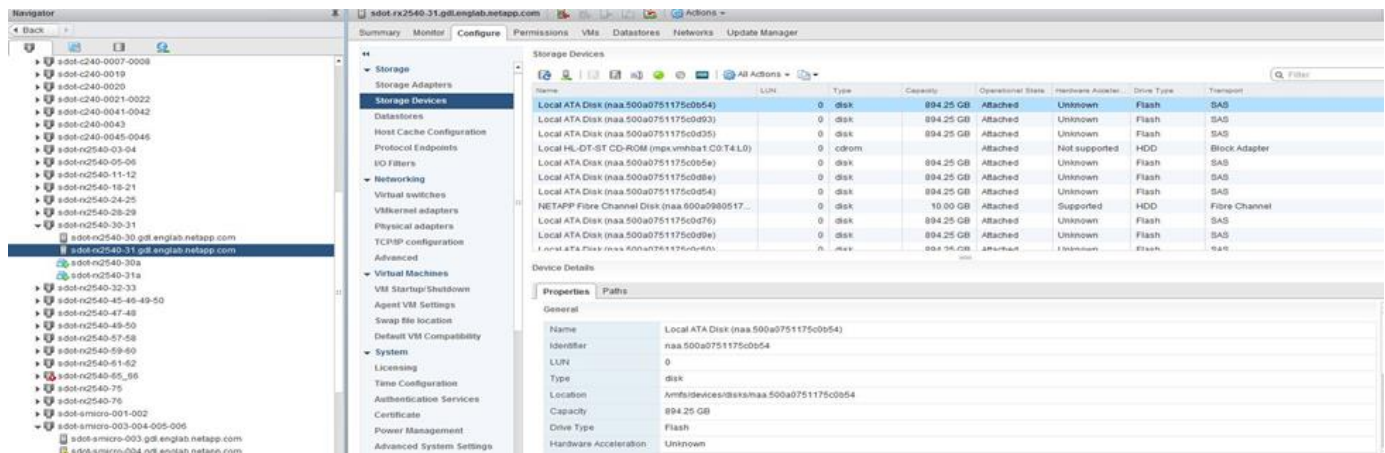 Navigator
Back
sdot-c240-0007-0008
sdot-c240-0019
sdot-c240-0020
sdot-c240-0021-0022
sdot-c240-0041-0042
sdot-c240-0043
sdot-c240-0045-0046
sdot-rx2540-03-04
sdot-rx2540-05-06
sdot-rx2540-11-12
sdot-rx2540-18-21
sdot-rx2540-24-25
sdot-rx2540-28-29
sdot-rx2540-30-31
sdot-rx2540-30.gdl.englab.netapp.com
sdot-rx2540-31.gdl.englab.netapp.com
sdot-rx2540-30a
sdot-rx2540-31a
sdot-rx2540-32-33
sdot-rx2540-45-46-49-50
sdot-rx2540-47-48
sdot-rx2540-49-50
sdot-rx2540-57-58
sdot-rx2540-59-60
sdot-rx2540-61-62
sdot-rx2540-65_66
sdot-rx2540-75
sdot-rx2540-76
sdot-smicro-001-002
sdot-smicro-003-004-005-006
sdot-smicro-003.gdl.englab.netapp.com
sdot-smicro-004.gdl.englab.netapp.com
sdot-rx2540-31.gdl.englab.netapp.com Actions
Summary Monitor Configure Permissions VMs Datastores Networks Update Manager
Storage
Storage Adapters
Storage Devices
Datastores
Host Cache Configuration
Protocol Endpoints
I/O Filters
Networking
Virtual switches
VMkernel adapters
Physical adapters
TCP/IP configuration
Advanced
Virtual Machines
VM Startup/Shutdown
Agent VM Settings
Swap file location
Default VM Compatibility
System
Licensing
Time Configuration
Authentication Services
Certificate
Power Management
Advanced System Settings
Storage Devices
All Actions Filter
Name LUN Type Capacity Operational State Hardware Acceler... Drive Type Transport
Local ATA Disk (naa.500a0751175c0b54) 0 disk 894.25 GB Attached Unknown Flash SAS
Local ATA Disk (naa.500a0751175c0d93) 0 disk 894.25 GB Attached Unknown Flash SAS
Local ATA Disk (naa.500a0751175c0d35) 0 disk 894.25 GB Attached Unknown Flash SAS
Local HL-DT-ST CD-ROM (mpx.vmhba1:C0:T4:L0) 0 cdrom Attached Not supported HDD Block Adapter
Local ATA Disk (naa.500a0751175c0b5e) 0 disk 894.25 GB Attached Unknown Flash SAS
Local ATA Disk (naa.500a0751175c0d8e) 0 disk 894.25 GB Attached Unknown Flash SAS
Local ATA Disk (naa.500a0751175c0d54) 0 disk 894.25 GB Attached Unknown Flash SAS
NETAPP Fibre Channel Disk (naa.600a0980517... 0 disk 10.00 GB Attached Supported HDD Fibre Channel
Local ATA Disk (naa.500a0751175c0d76) 0 disk 894.25 GB Attached Unknown Flash SAS
Local ATA Disk (naa.500a0751175c0d9e) 0 disk 894.25 GB Attached Unknown Flash SAS
Local ATA Disk 0 disk 894.25 GB Attached Unknown Flash SAS
Device Details
Properties Paths
General
Name Local ATA Disk (naa.500a0751175c0b54)
Identifier naa.500a0751175c0b54
LUN 0
Type disk
Location /vmfs/devices/disks/naa.500a0751175c0b54
Capacity 894.25 GB
Drive Type Flash
Hardware Acceleration Unknown